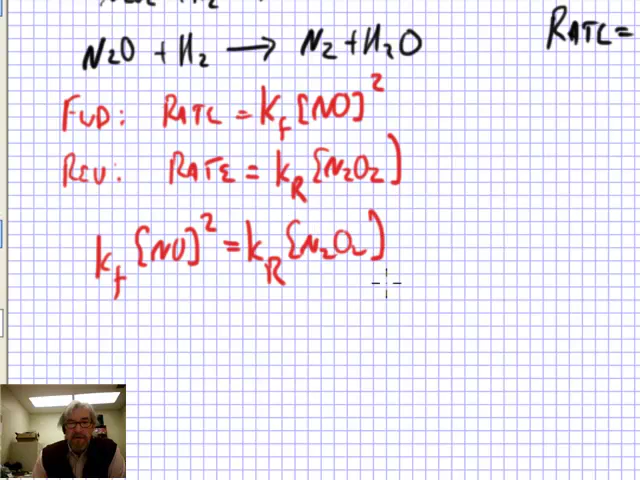 N2O + H2 → N2 + H2O
RATE =
FWD: RATE = kf [NO]²
REV: RATE = kR [N2O2]
kf [NO]² = kR [N2O2]